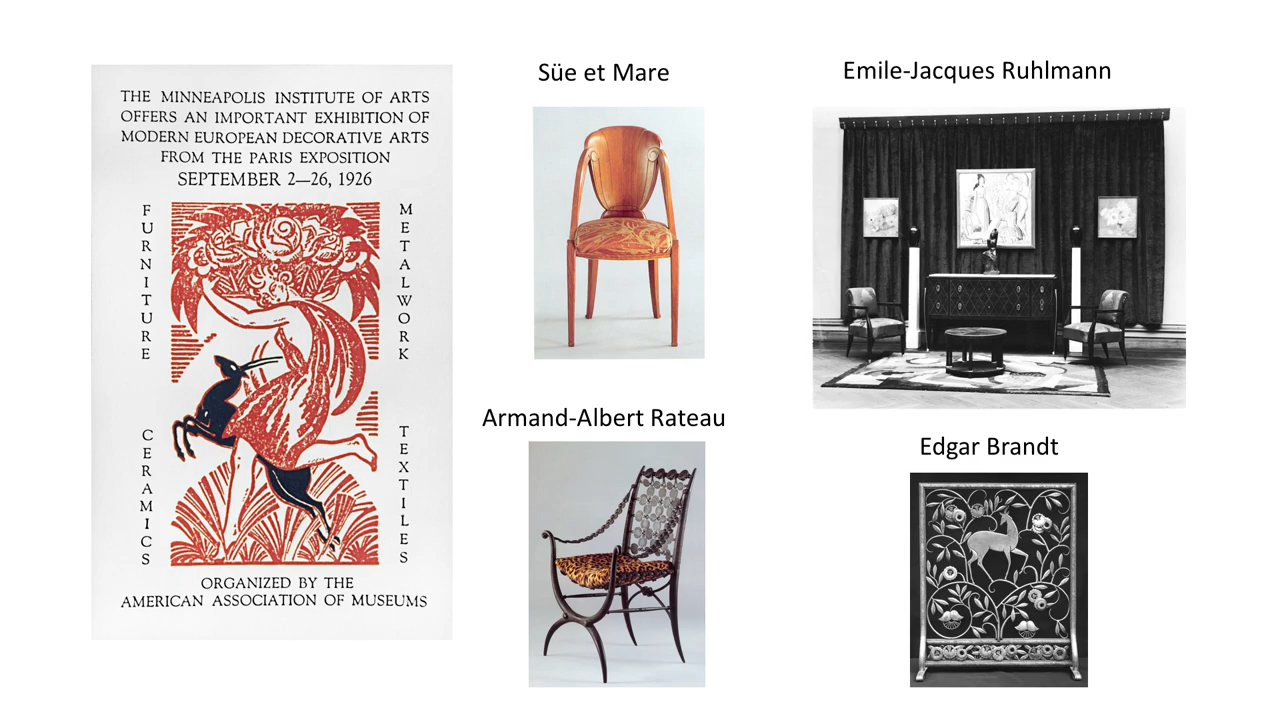 THE MINNEAPOLIS INSTITUTE OF ARTS
OFFERS AN IMPORTANT EXHIBITION OF
MODERN EUROPEAN DECORATIVE ARTS
FROM THE PARIS EXPOSITION
SEPTEMBER 2—26, 1926
FURNITURE
METALWORK
CERAMICS
TEXTILES
ORGANIZED BY THE
AMERICAN ASSOCIATION OF MUSEUMS
Süe et Mare
Emile-Jacques Ruhlmann
Armand-Albert Rateau
Edgar Brandt